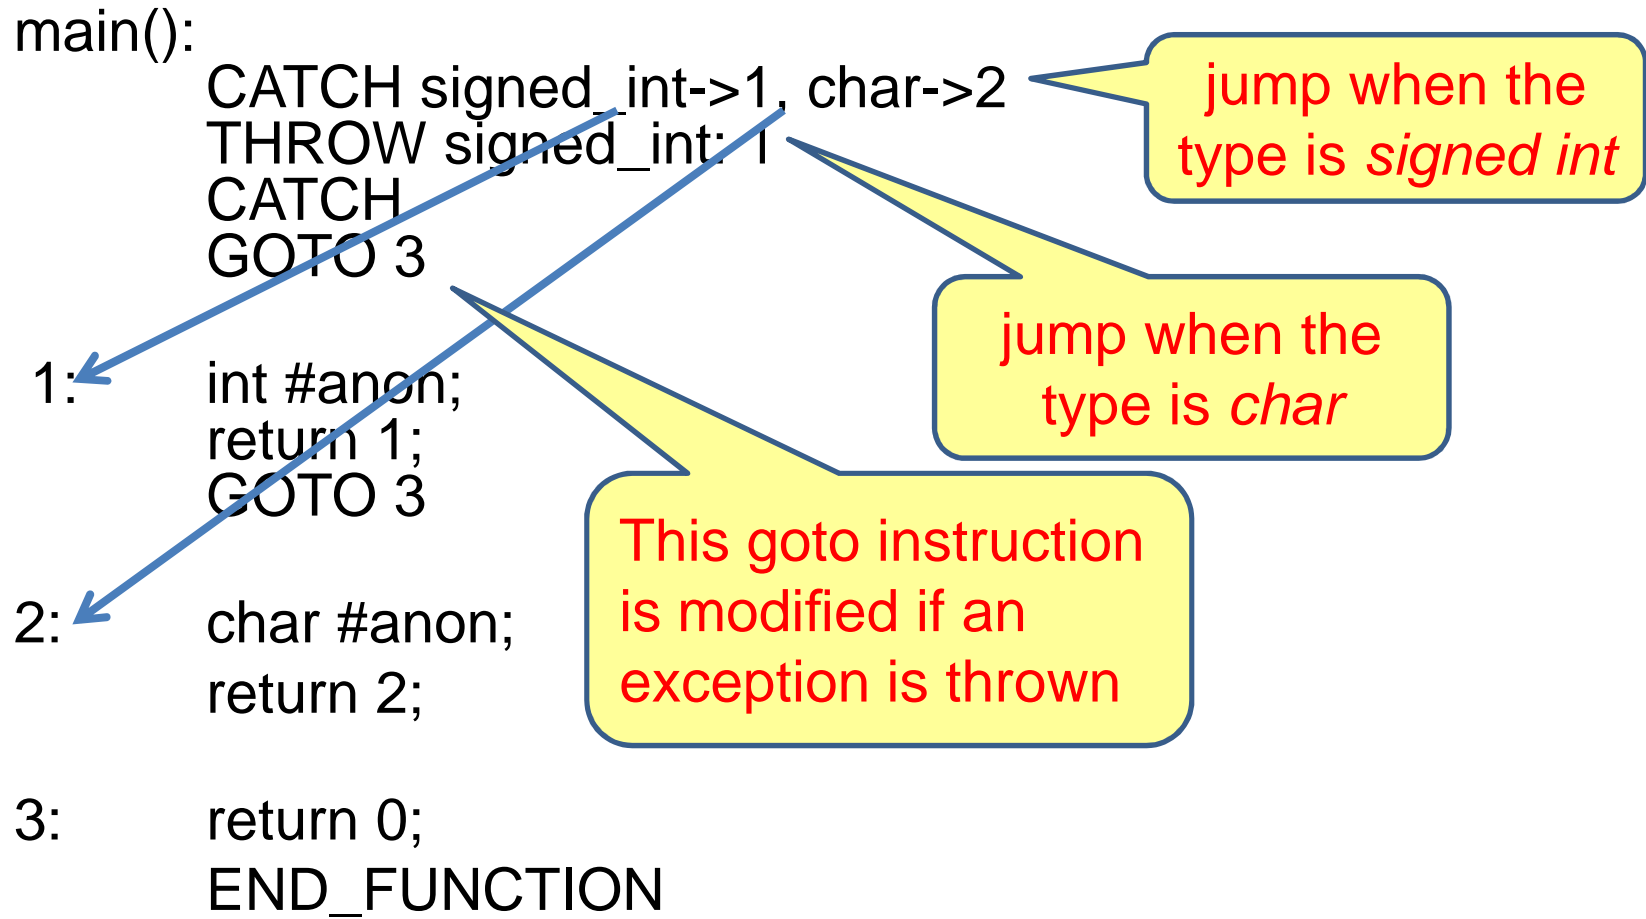 main():
CATCH signed_int->1, char->2
THROW signed_int: 1
CATCH
GOTO 3
1: int #anon;
return 1;
GOTO 3
2: char #anon;
return 2;
3: return 0;
END_FUNCTION
jump when the
type is signed int
jump when the
type is char
This goto instruction
is modified if an
exception is thrown